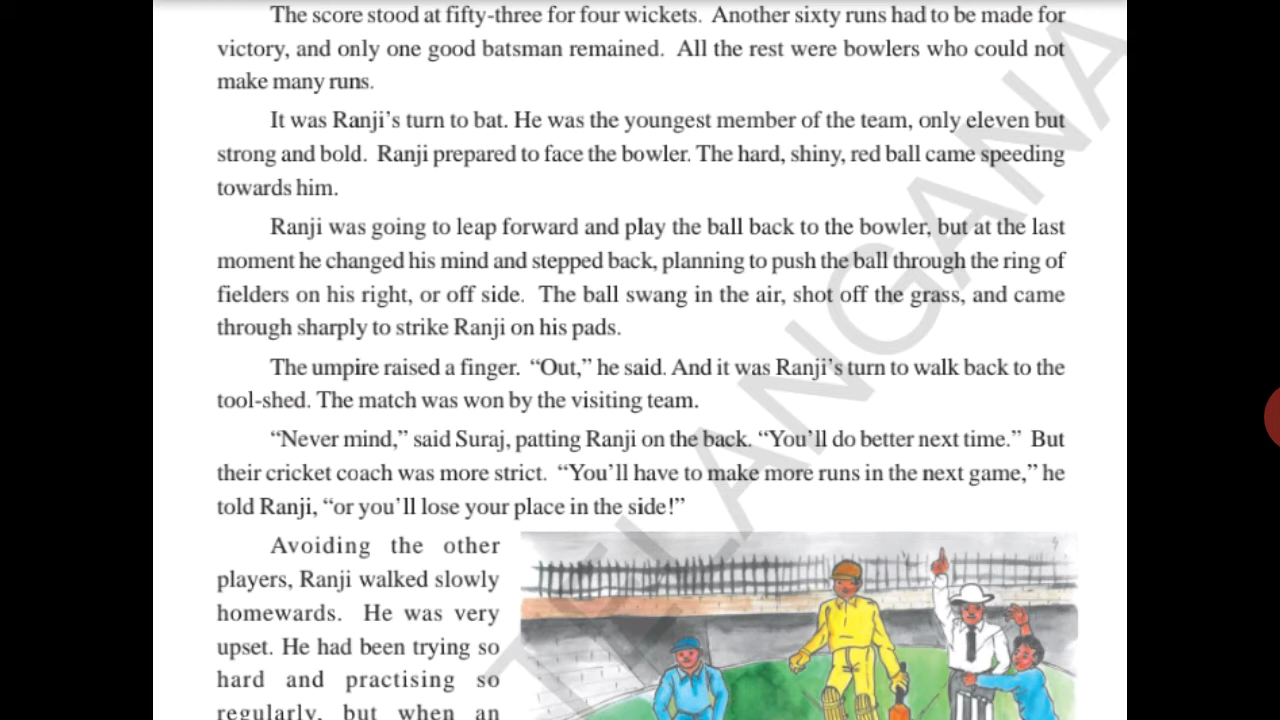 The score stood at fifty-three for four wickets. Another sixty runs had to be made for
victory, and only one good batsman remained. All the rest were bowlers who could not
make many runs.
It was Ranji’s turn to bat. He was the youngest member of the team, only eleven but
strong and bold. Ranji prepared to face the bowler. The hard, shiny, red ball came speeding
towards him.
Ranji was going to leap forward and play the ball back to the bowler, but at the last
moment he changed his mind and stepped back, planning to push the ball through the ring of
fielders on his right, or off side. The ball swang in the air, shot off the grass, and came
through sharply to strike Ranji on his pads.
The umpire raised a finger. “Out,” he said. And it was Ranji’s turn to walk back to the
tool-shed. The match was won by the visiting team.
“Never mind,” said Suraj, patting Ranji on the back. “You’ll do better next time.” But
their cricket coach was more strict. “You’ll have to make more runs in the next game,” he
told Ranji, “or you’ll lose your place in the side!”
Avoiding the other
players, Ranji walked slowly
homewards. He was very
upset. He had been trying so
hard and practising so
regularly, but when an
TELANGANA